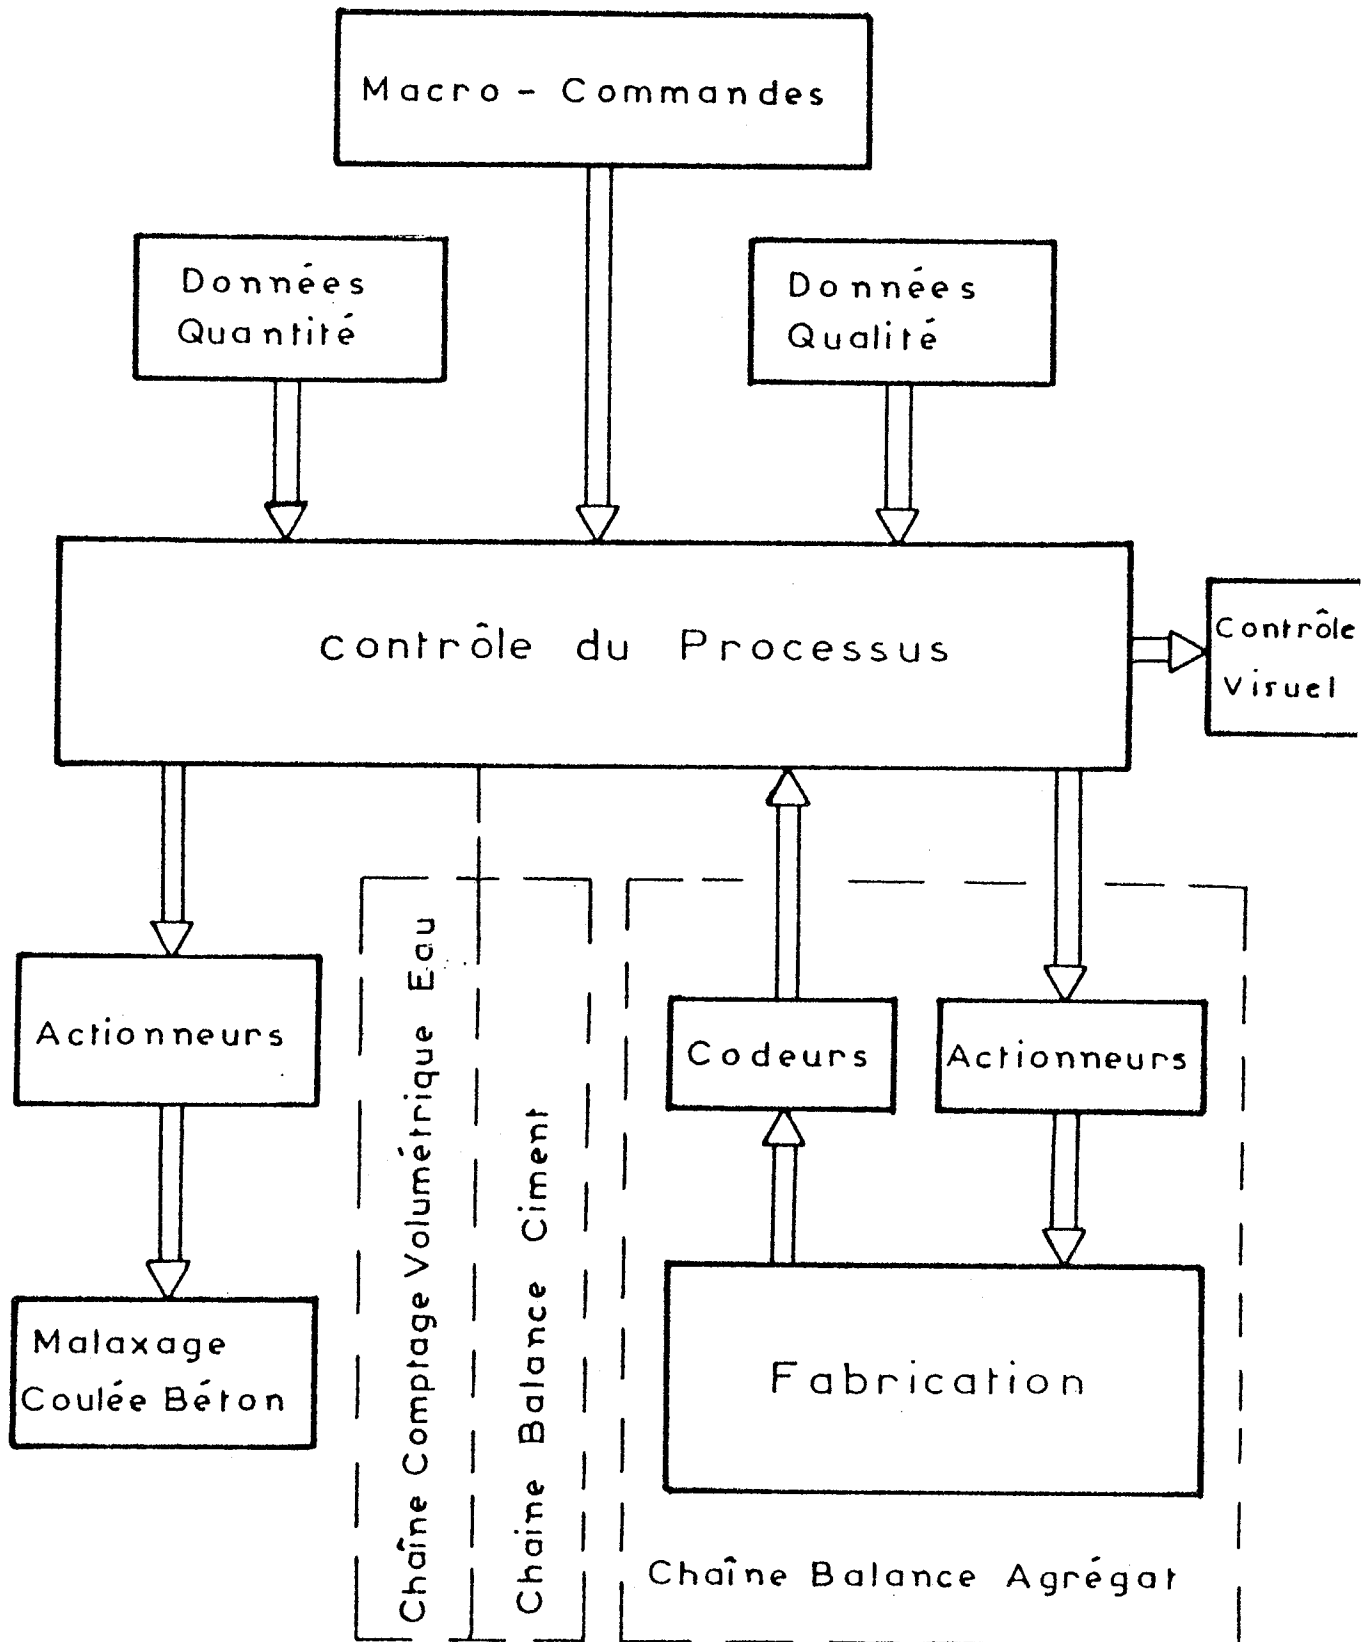 Macro - Commandes
Données
Quantité
Données
Qualité
Contrôle du Processus
Contrôle
Visuel
Actionneurs
Codeurs
Actionneurs
Malaxage
Coulée Béton
Chaîne Comptage Volumétrique Eau
Chaine Balance Ciment
Fabrication
Chaîne Balance Agrégat